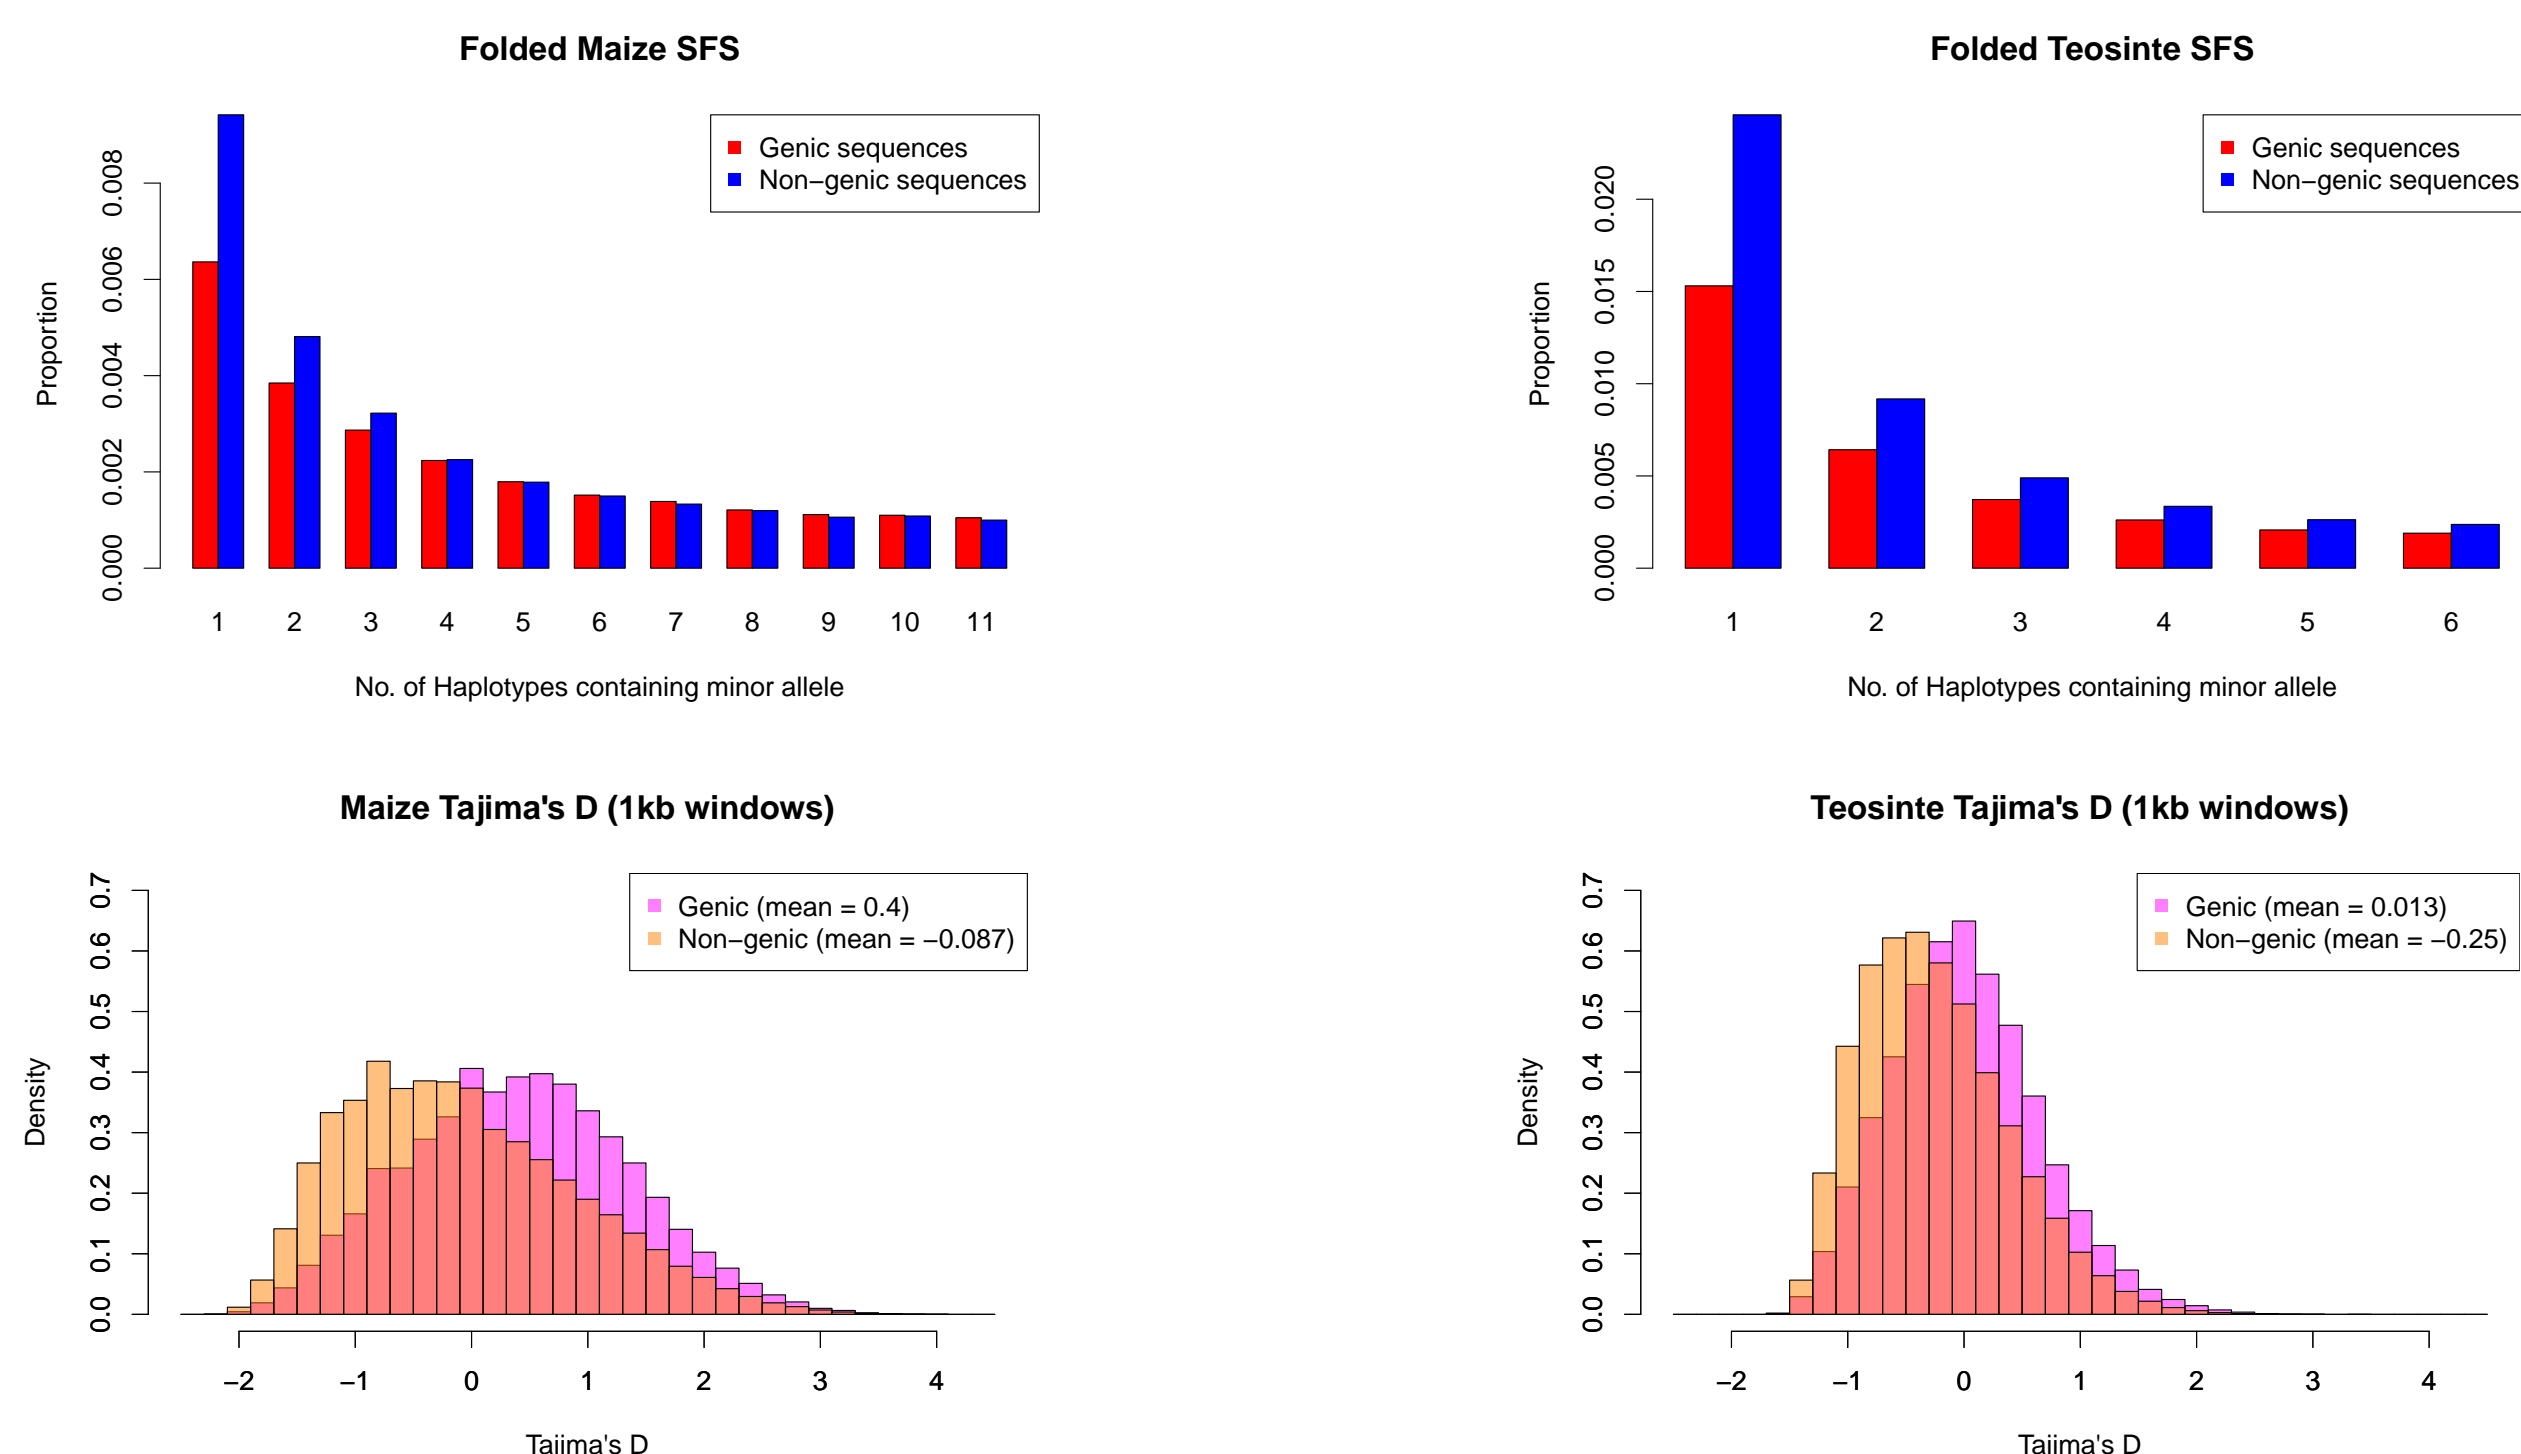 Folded Maize SFS
Proportion
0.000 0.002 0.004 0.006 0.008
Genic sequences
Non−genic sequences
1 2 3 4 5 6 7 8 9 10 11
No. of Haplotypes containing minor allele
Folded Teosinte SFS
Proportion
0.000 0.005 0.010 0.015 0.020
Genic sequences
Non−genic sequences
1 2 3 4 5 6
No. of Haplotypes containing minor allele
Maize Tajima's D (1kb windows)
Density
0.0 0.1 0.2 0.3 0.4 0.5 0.6 0.7
Genic (mean = 0.4)
Non−genic (mean = −0.087)
−2 −1 0 1 2 3 4
Tajima's D
Teosinte Tajima's D (1kb windows)
Density
0.0 0.1 0.2 0.3 0.4 0.5 0.6 0.7
Genic (mean = 0.013)
Non−genic (mean = −0.25)
−2 −1 0 1 2 3 4
Tajima's D